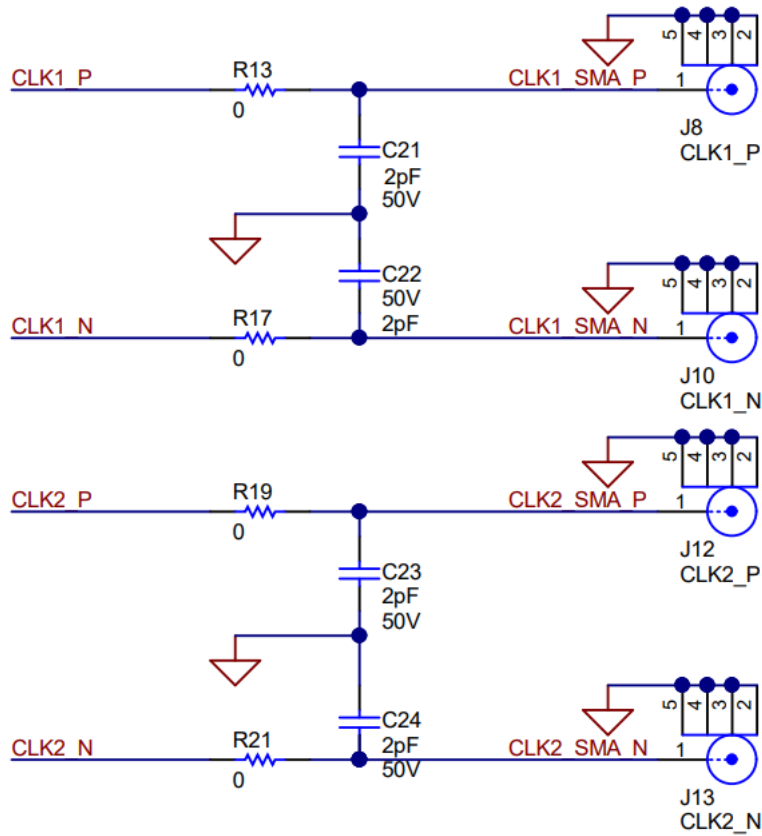 5 4 3 2
R13
CLK1_P
CLK1_SMA_P
1
0
J8
CLK1_P
C21
2pF
50V
5 4 3 2
C22
50V
2pF
R17
CLK1_N
CLK1_SMA_N
1
0
J10
CLK1_N
5 4 3 2
R19
CLK2_P
CLK2_SMA_P
1
0
J12
CLK2_P
C23
2pF
50V
5 4 3 2
C24
2pF
50V
R21
CLK2_N
CLK2_SMA_N
1
0
J13
CLK2_N